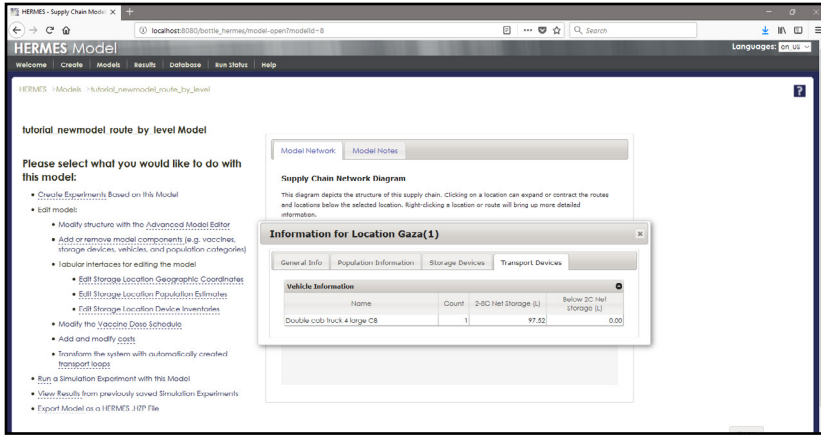 HERMES - Supply Chain Model
localhost:8080/bottle_hermes/model-open?modelId=8
Search
HERMES Model
Languages: en_US
Welcome | Create | Models | Results | Database | Run Status | Help
HERMES >Models >tutorial_newmodel_route_by_level
?
tutorial_newmodel_route_by_level Model
Please select what you would like to do with
this model:
Create Experiments Based on this Model
Edit model:
Modify structure with the Advanced Model Editor
Add or remove model components (e.g. vaccines,
storage devices, vehicles, and population categories)
Tabular interfaces for editing the model
Edit Storage Location Geographic Coordinates
Edit Storage Location Population Estimates
Edit Storage Location Device Inventories
Modify the Vaccine Dose Schedule
Add and modify costs
Transform the system with automatically created
transport loops
Run a Simulation Experiment with this Model
View Results from previously saved Simulation Experiments
Export Model as a HERMES .HZP File
Model Network
Model Notes
Supply Chain Network Diagram
This diagram depicts the structure of this supply chain. Clicking on a location can expand or contract the routes
and locations below the selected location. Right-clicking a location or route will bring up more detailed
information.
Information for Location Gaza(1)
General Info
Population Information
Storage Devices
Transport Devices
Vehicle Information
Name
Count
2-8C Net Storage (L)
Below 2C Net
Storage (L)
Double cab truck 4 large CB
1
97.52
0.00